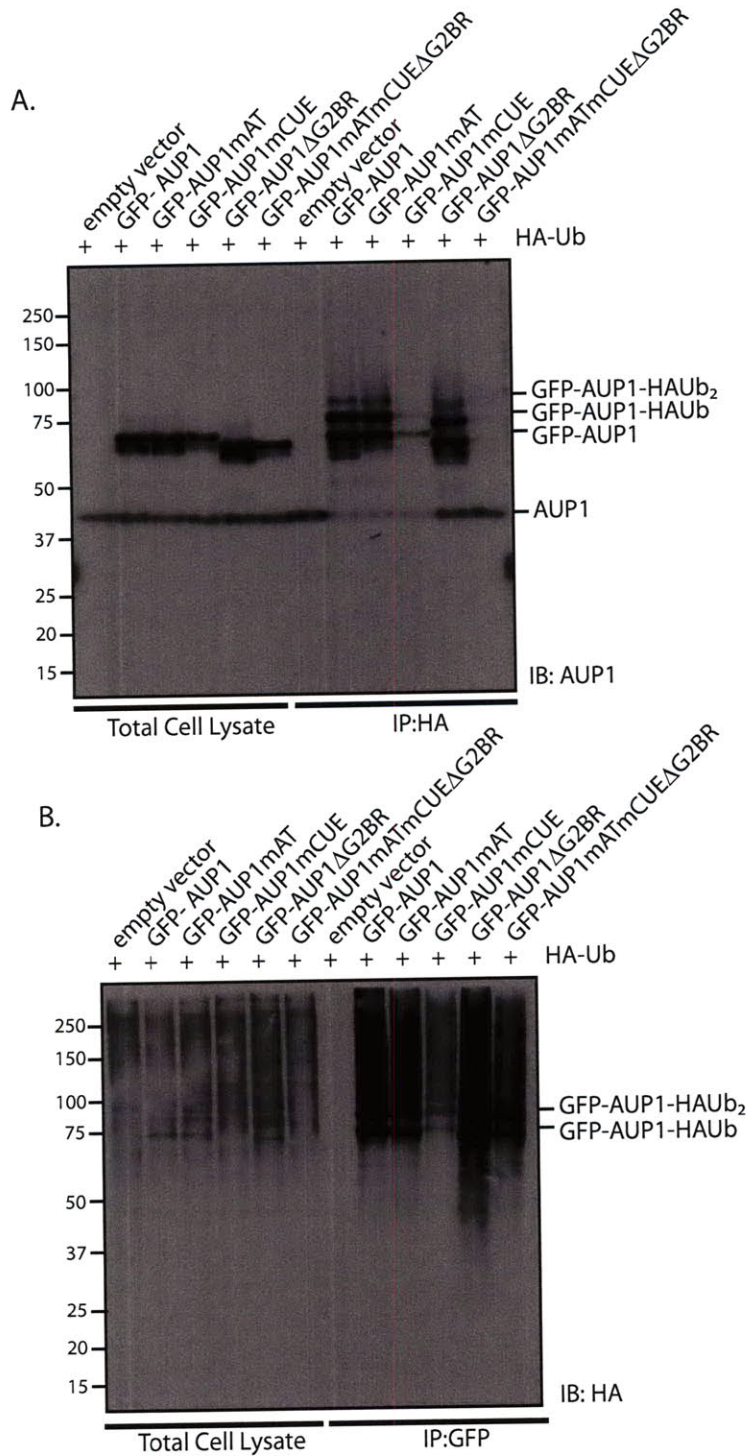 A.
empty vector
GFP- AUP1
GFP-AUP1mAT
GFP-AUP1mCUE
GFP-AUP1ΔG2BR
GFP-AUP1mATmCUEΔG2BR
empty vector
GFP-AUP1
GFP-AUP1mAT
GFP-AUP1mCUE
GFP-AUP1ΔG2BR
GFP-AUP1mATmCUEΔG2BR
+ + + + + + + + + + + + HA-Ub
250
150
100
75
50
37
25
20
15
GFP-AUP1-HAUb₂
GFP-AUP1-HAUb
GFP-AUP1
AUP1
IB: AUP1
Total Cell Lysate IP:HA
B.
empty vector
GFP- AUP1
GFP-AUP1mAT
GFP-AUP1mCUE
GFP-AUP1ΔG2BR
GFP-AUP1mATmCUEΔG2BR
empty vector
GFP-AUP1
GFP-AUP1mAT
GFP-AUP1mCUE
GFP-AUP1ΔG2BR
GFP-AUP1mATmCUEΔG2BR
+ + + + + + + + + + + + HA-Ub
250
150
100
75
50
37
25
20
15
GFP-AUP1-HAUb₂
GFP-AUP1-HAUb
IB: HA
Total Cell Lysate IP:GFP